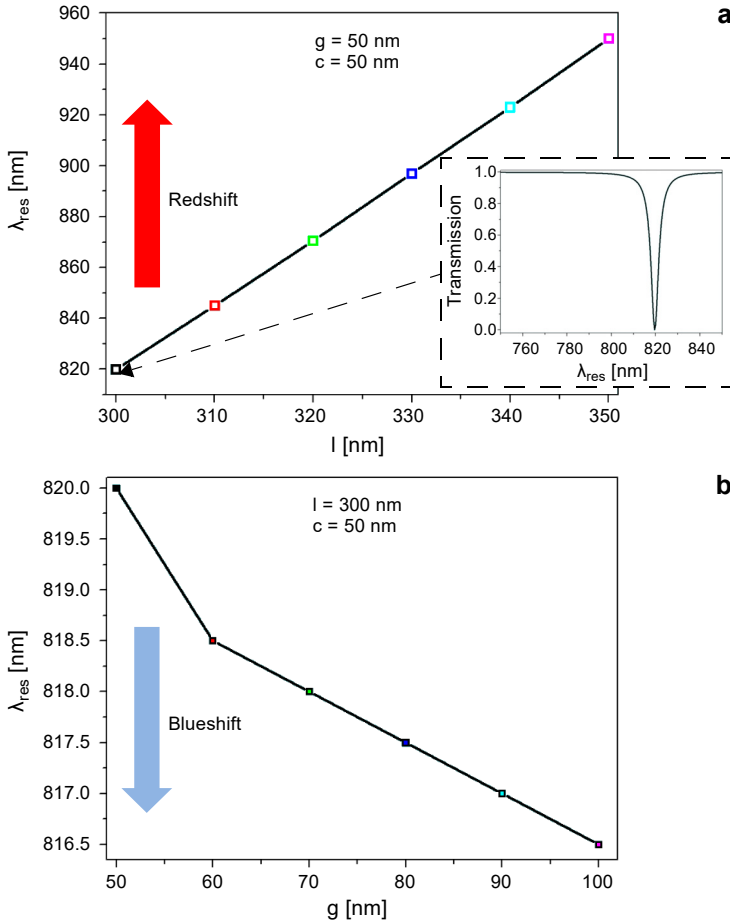 a
g = 50 nm
c = 50 nm
960
940
920
900
880
860
840
820
λres [nm]
Redshift
300
310
320
330
340
350
l [nm]
1.0
0.8
0.6
0.4
0.2
0.0
Transmission
760
780
800
820
840
λres [nm]
b
l = 300 nm
c = 50 nm
820.0
819.5
819.0
818.5
818.0
817.5
817.0
816.5
λres [nm]
Blueshift
50
60
70
80
90
100
g [nm]